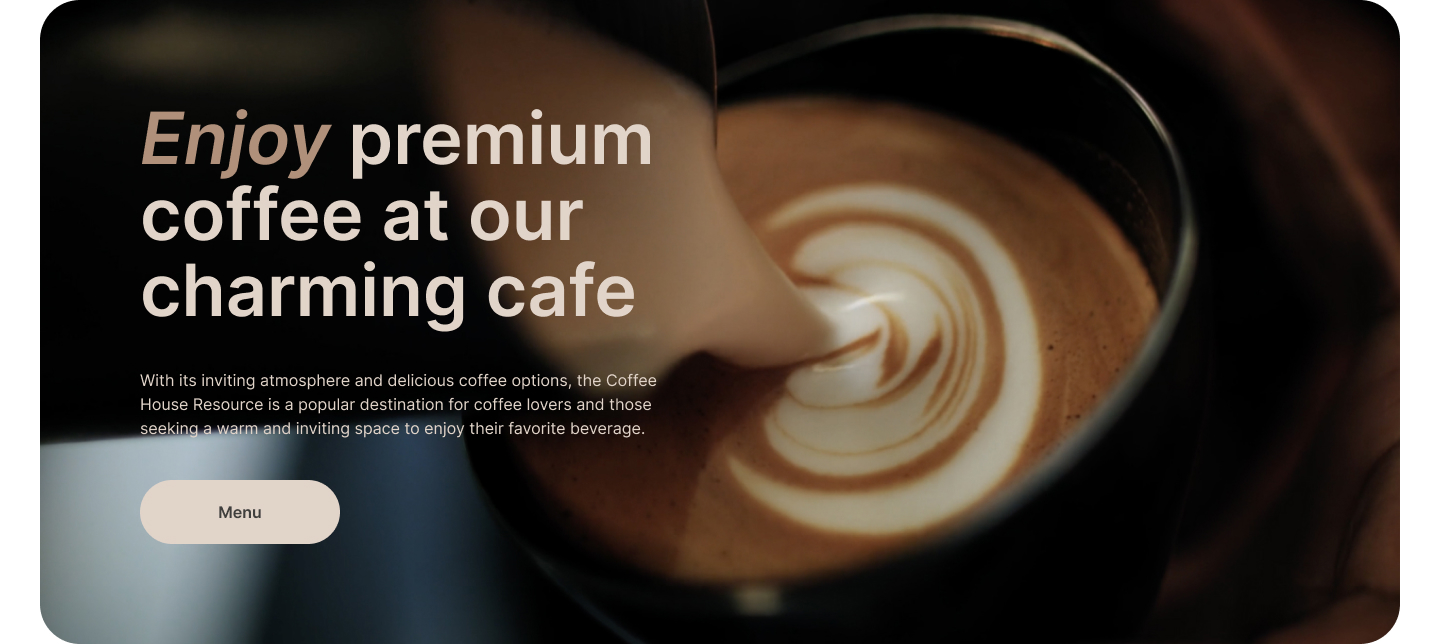 Enjoy premium
coffee at our
charming cafe
With its inviting atmosphere and delicious coffee options, the Coffee
House Resource is a popular destination for coffee lovers and those
seeking a warm and inviting space to enjoy their favorite beverage.
Menu